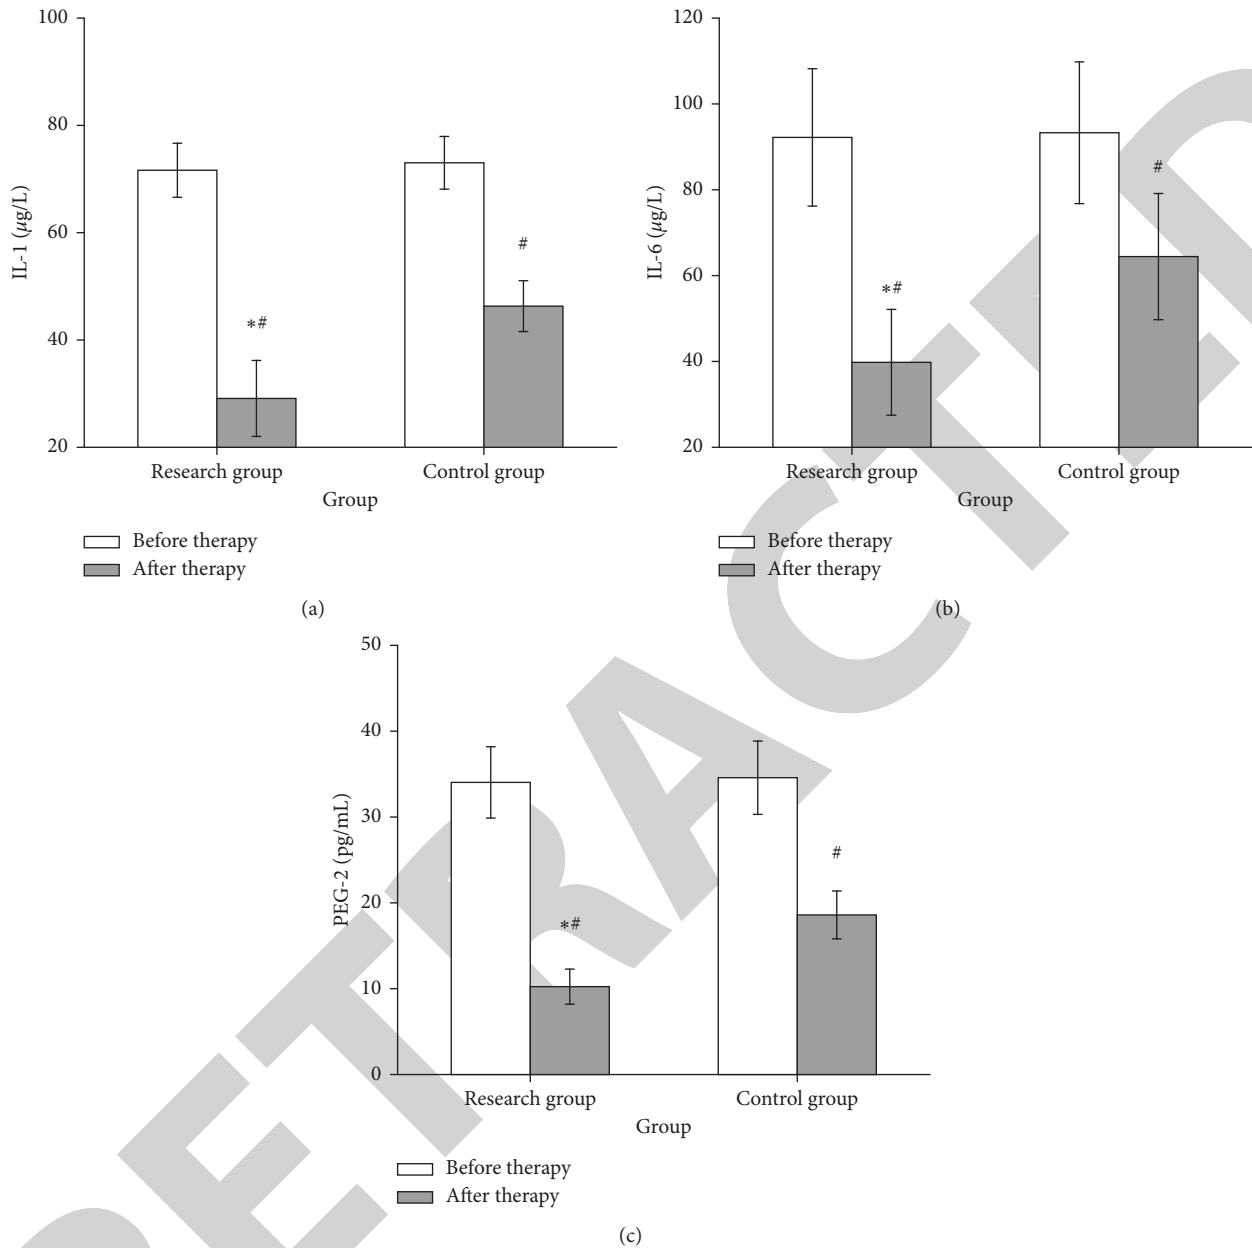 100
80
60
40
20
IL-1 (µg/L)
*#
#
Research group
Control group
Group
Before therapy
After therapy
(a)
120
100
80
60
40
20
IL-6 (µg/L)
*#
#
Research group
Control group
Group
Before therapy
After therapy
(b)
50
40
30
20
10
0
PEG-2 (pg/mL)
*#
#
Research group
Control group
Group
Before therapy
After therapy
(c)
RETRACTED